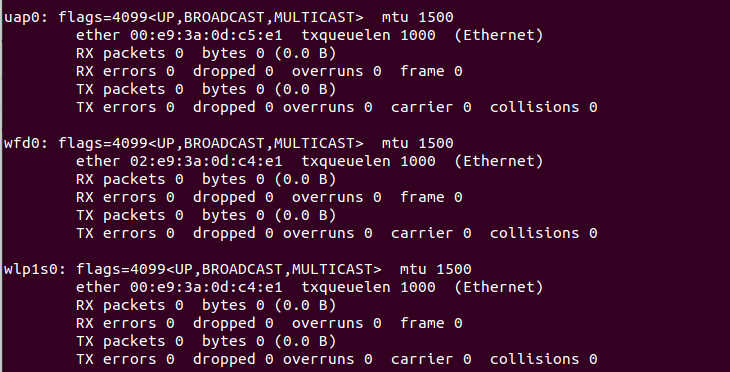 uap0: flags=4099<UP,BROADCAST,MULTICAST>  mtu 1500
        ether 00:e9:3a:0d:c5:e1  txqueuelen 1000  (Ethernet)
        RX packets 0  bytes 0 (0.0 B)
        RX errors 0  dropped 0  overruns 0  frame 0
        TX packets 0  bytes 0 (0.0 B)
        TX errors 0  dropped 0 overruns 0  carrier 0  collisions 0

wfd0: flags=4099<UP,BROADCAST,MULTICAST>  mtu 1500
        ether 02:e9:3a:0d:c4:e1  txqueuelen 1000  (Ethernet)
        RX packets 0  bytes 0 (0.0 B)
        RX errors 0  dropped 0  overruns 0  frame 0
        TX packets 0  bytes 0 (0.0 B)
        TX errors 0  dropped 0 overruns 0  carrier 0  collisions 0

wlp1s0: flags=4099<UP,BROADCAST,MULTICAST>  mtu 1500
        ether 00:e9:3a:0d:c4:e1  txqueuelen 1000  (Ethernet)
        RX packets 0  bytes 0 (0.0 B)
        RX errors 0  dropped 0  overruns 0  frame 0
        TX packets 0  bytes 0 (0.0 B)
        TX errors 0  dropped 0 overruns 0  carrier 0  collisions 0